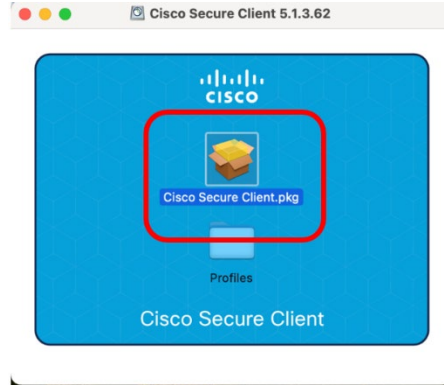 Cisco Secure Client 5.1.3.62
CISCO
Cisco Secure Client.pkg
Profiles
Cisco Secure Client